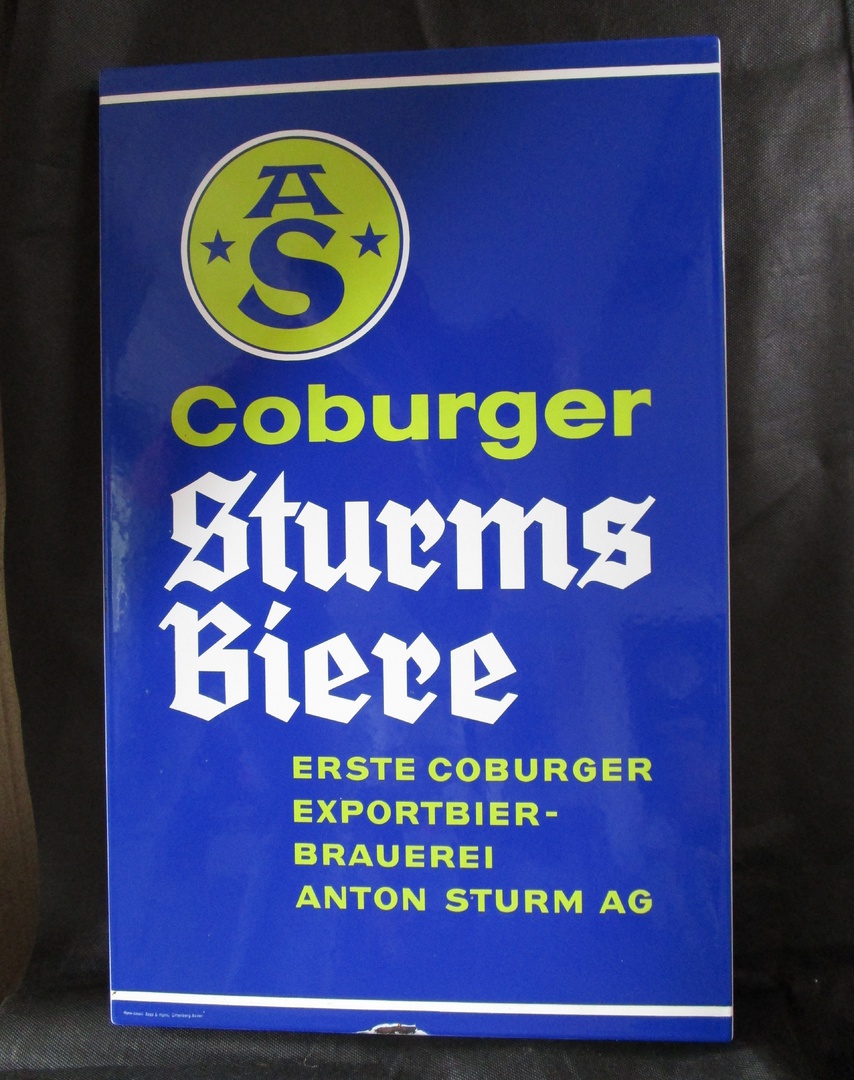 AS
Coburger
Sturms
Biere
ERSTE COBURGER
EXPORTBIER-
BRAUEREI
ANTON STURM AG